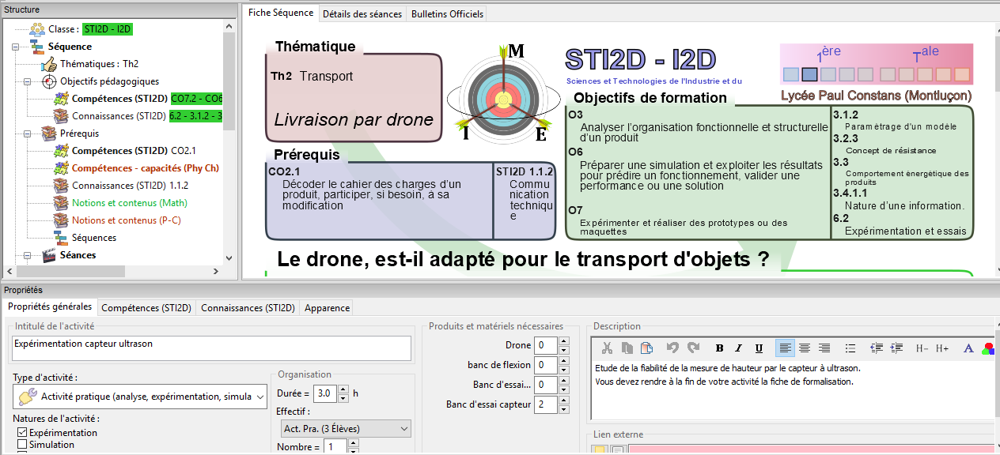 Structure
Classe : STI2D - I2D
Séquence
Thématiques : Th2
Objectifs pédagogiques
Compétences (STI2D) CO7.2 - CO6
Connaissances (STI2D) 6.2 - 3.1.2 - 3
Prérequis
Compétences (STI2D) CO2.1
Compétences - capacités (Phy Ch)
Connaissances (STI2D) 1.1.2
Notions et contenus (Math)
Notions et contenus (P-C)
Séquences
Séances
Fiche Séquence
Détails des séances
Bulletins Officiels
Thématique
Th2 Transport
Livraison par drone
M
I
E
STI2D - I2D
Sciences et Technologies de l'Industrie et du
1ère
Tale
Lycée Paul Constans (Montluçon)
Prérequis
CO2.1
Décoder le cahier des charges d’un
produit, participer, si besoin, à sa
modification
STI2D 1.1.2
Commu
nication
techniqu
e
Objectifs de formation
O3
Analyser l’organisation fonctionnelle et structurelle
d’un produit
O6
Préparer une simulation et exploiter les résultats
pour prédire un fonctionnement, valider une
performance ou une solution
O7
Expérimenter et réaliser des prototypes ou des
maquettes
3.1.2
Paramètrage d'un modèle
3.2.3
Concept de résistance
3.3
Comportement énergétique des
produits
3.4.1.1
Nature d’une information.
6.2
Expérimentation et essais
Le drone, est-il adapté pour le transport d'objets ?
Propriétés
Propriétés générales
Compétences (STI2D)
Connaissances (STI2D)
Apparence
Intitulé de l'activité
Expérimentation capteur ultrason
Type d'activité :
Activité pratique (analyse, expérimentation, simula
Natures de l'activité :
Expérimentation
Simulation
Organisation
Durée = 3.0 h
Effectif :
Act. Pra. (3 Élèves)
Nombre = 1
Produits et matériels nécessaires
Drone 0
banc de flexion 0
Banc d'essai... 0
Banc d'essai capteur 2
Description
B I U H- H+ A
Etude de la fiabilité de la mesure de hauteur par le capteur à ultrason.
Vous devez rendre à la fin de votre activité la fiche de formalisation.
Lien externe